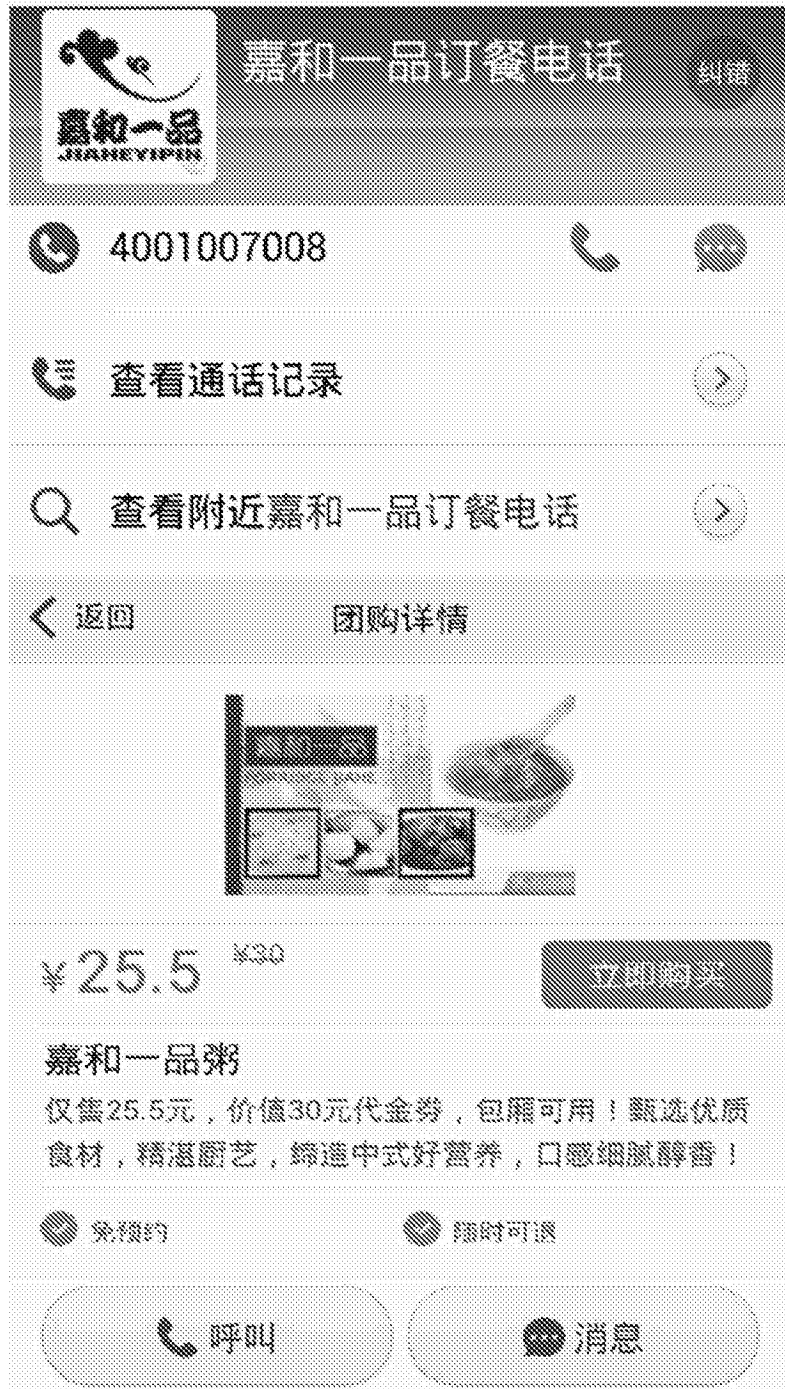 嘉和一品
JIAHEYIPIN
嘉和一品订餐电话
纠错
4001007008
查看通话记录
查看附近嘉和一品订餐电话
返回
团购详情
¥25.5
¥30
立即购买
嘉和一品粥
仅售25.5元，价值30元代金券，包厢可用！甄选优质
食材，精湛厨艺，缔造中式好营养，口感细腻醇香！
免预约
随时可退
呼叫
消息